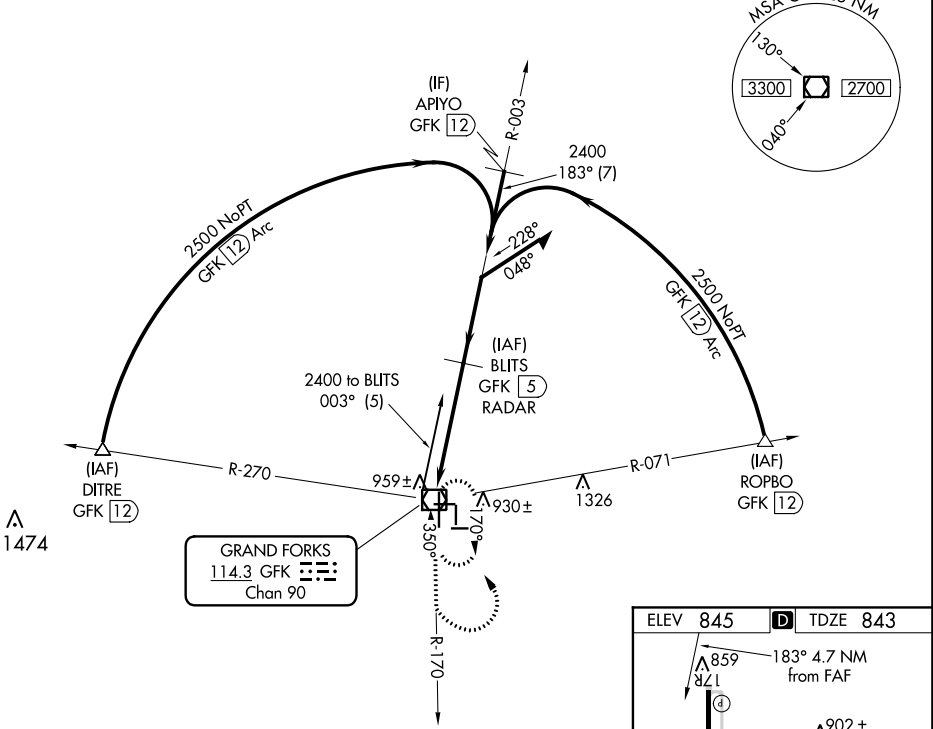 MSA
NM
130°
3300
2700
040°
(IF)
APIYO
GFK 12
R-003
2400
183° (7)
2500 NoPT
GFK 12 Arc
228°
048°
2500 NoPT
GFK 12 Arc
(IAF)
BLITS
GFK 5
RADAR
2400 to BLITS
003° (5)
R-270
R-071
(IAF)
DITRE
GFK 12
(IAF)
ROPBO
GFK 12
959±
930±
1326
1474
350°
170°
GRAND FORKS
114.3 GFK
Chan 90
R-170
ELEV 845 D TDZE 843
859
183° 4.7 NM
from FAF
17R
P
902±